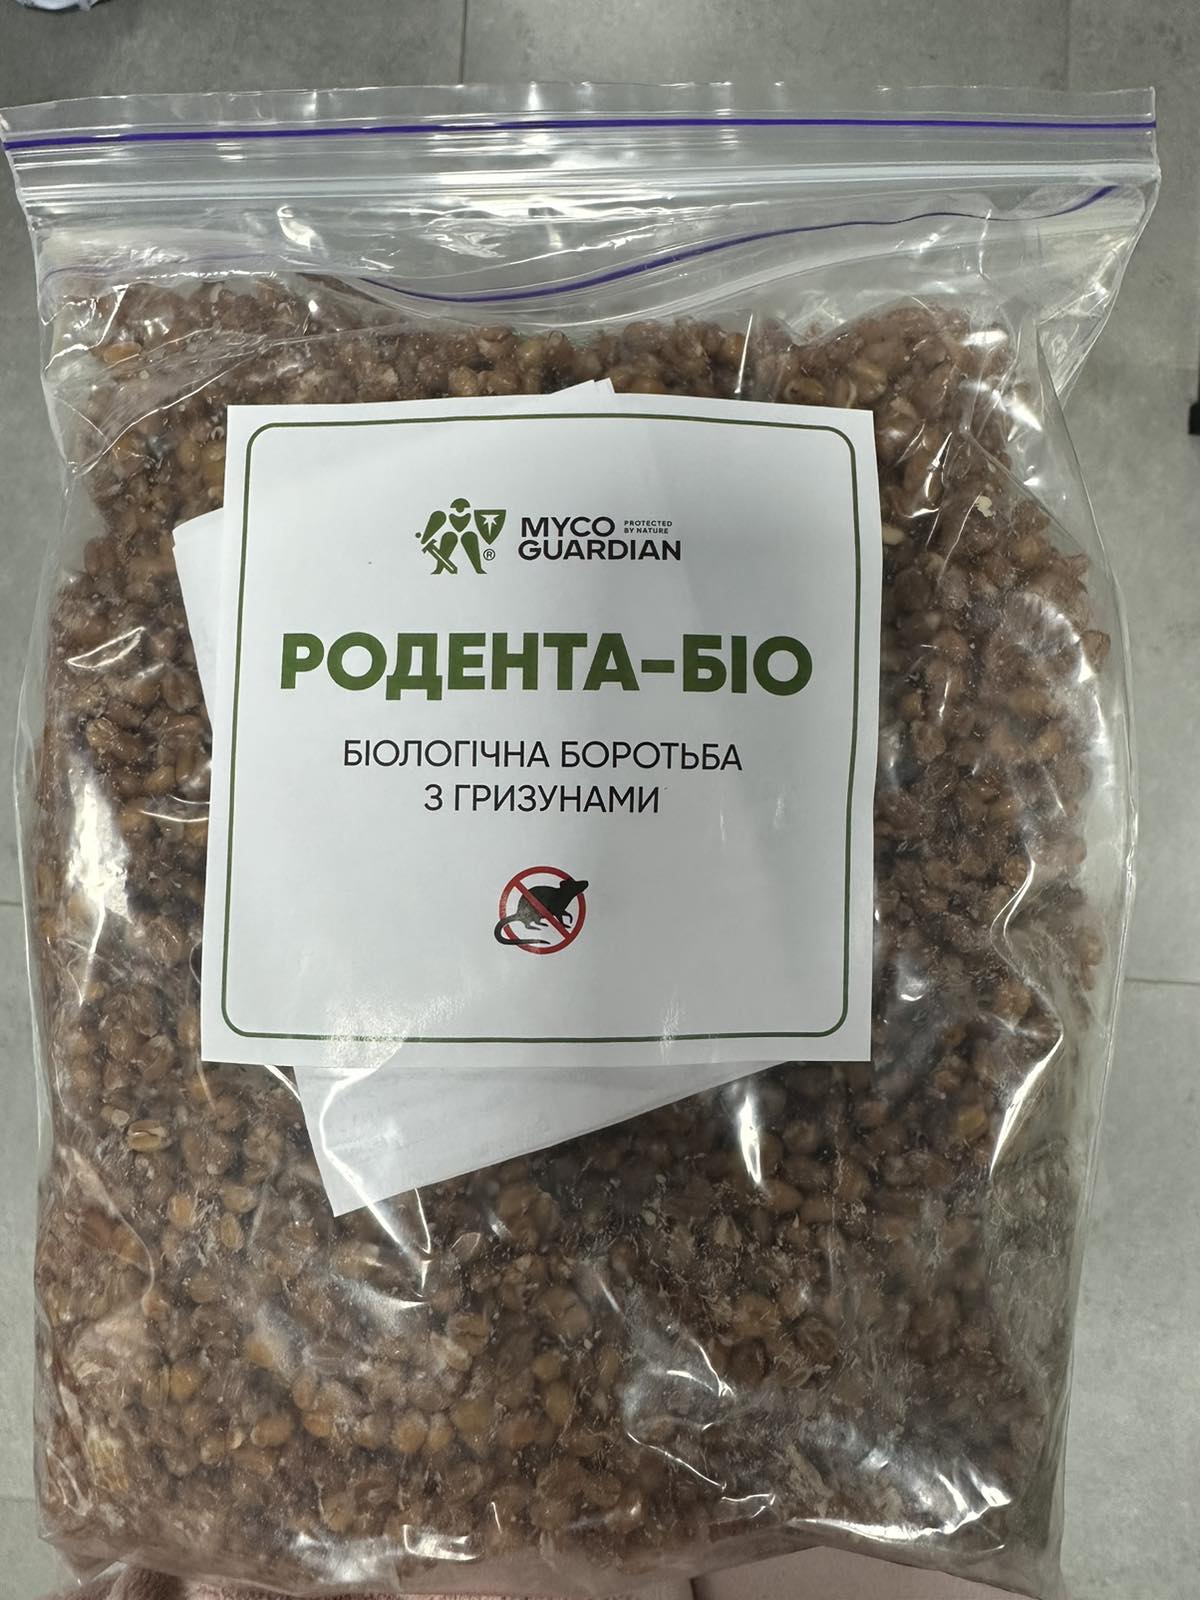 MYCO PROTECTED
GUARDIAN BY NATURE
®
РОДЕНТА-БІО
БІОЛОГІЧНА БОРОТЬБА
З ГРИЗУНАМИ